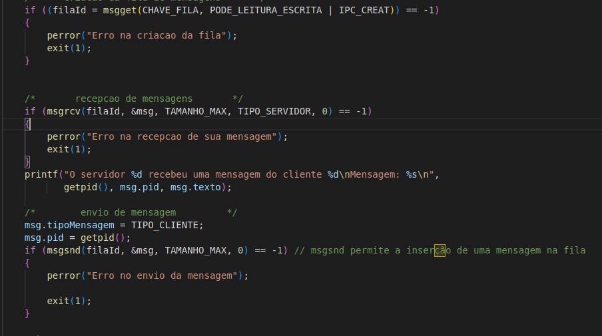 if ((filaId = msgget(CHAVE_FILA, PODE_LEITURA_ESCRITA | IPC_CREAT)) == -1)
{
perror("Erro na criacao da fila");
exit(1);
}
/* recepcao de mensagens */
if (msgrcv(filaId, &msg, TAMANHO_MAX, TIPO_SERVIDOR, 0) == -1)
{
perror("Erro na recepcao de sua mensagem");
exit(1);
}
printf("O servidor %d recebeu uma mensagem do cliente %d\nMensagem: %s\n",
getpid(), msg.pid, msg.texto);
/* envio de mensagem */
msg.tipoMensagem = TIPO_CLIENTE;
msg.pid = getpid();
if (msgsnd(filaId, &msg, TAMANHO_MAX, 0) == -1) // msgsnd permite a inserção de uma mensagem na fila
{
perror("Erro no envio da mensagem");
exit(1);
}